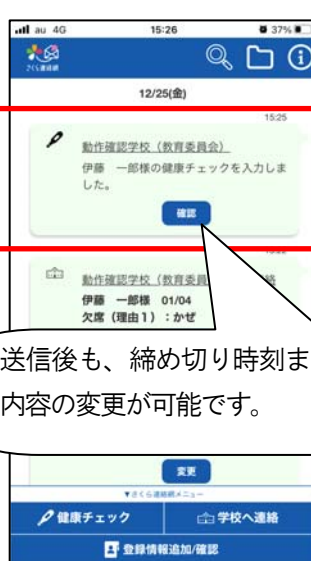 au 4G 15:26 37%
さくら連絡網
12/25(金)
15:25
動作確認学校（教育委員会）
伊藤　一郎様の健康チェックを入力しま
した。
確認
15:22
動作確認学校（教育委員 絡
伊藤　一郎様　01/04
欠席（理由１）：かぜ
送信後も、締め切り時刻ま
内容の変更が可能です。
変更
▼さくら連絡網メニュー
健康チェック 学校へ連絡
登録情報追加/確認